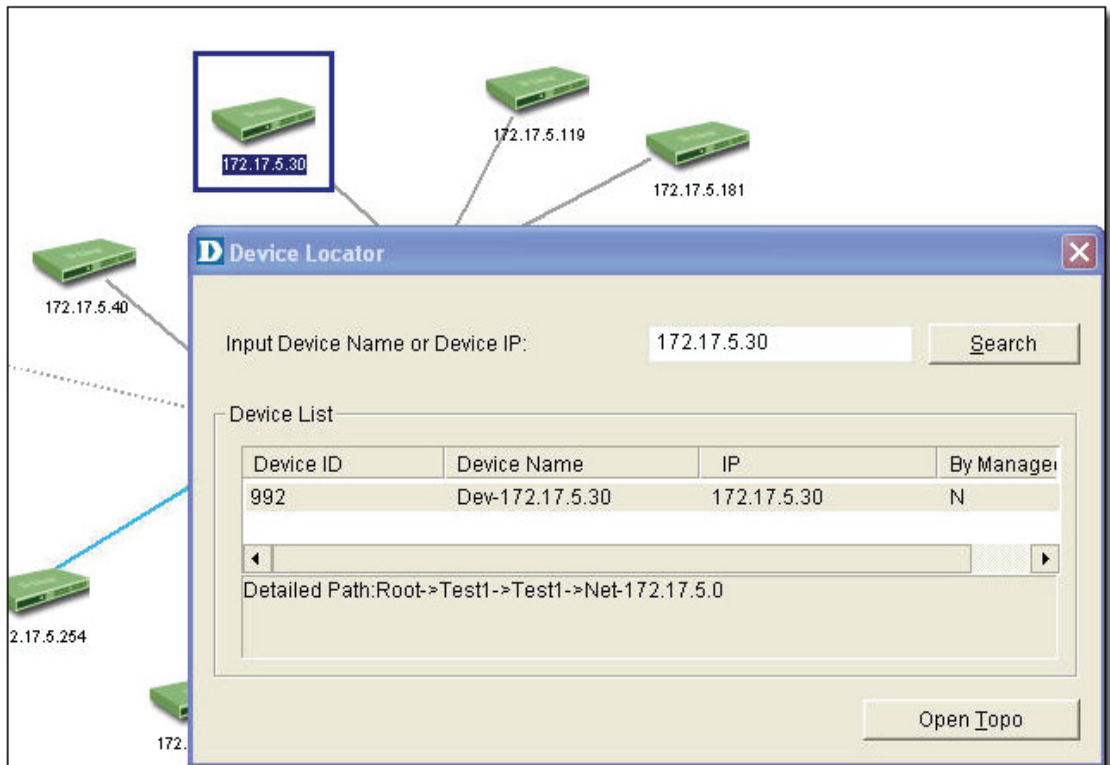 172.17.5.30
172.17.5.119
172.17.5.181
172.17.5.40
D Device Locator
Input Device Name or Device IP: 172.17.5.30 Search
Device List
Device ID Device Name IP By Manage
992 Dev-172.17.5.30 172.17.5.30 N
Detailed Path:Root->Test1->Test1->Net-172.17.5.0
2.17.5.254
172.
Open Topo